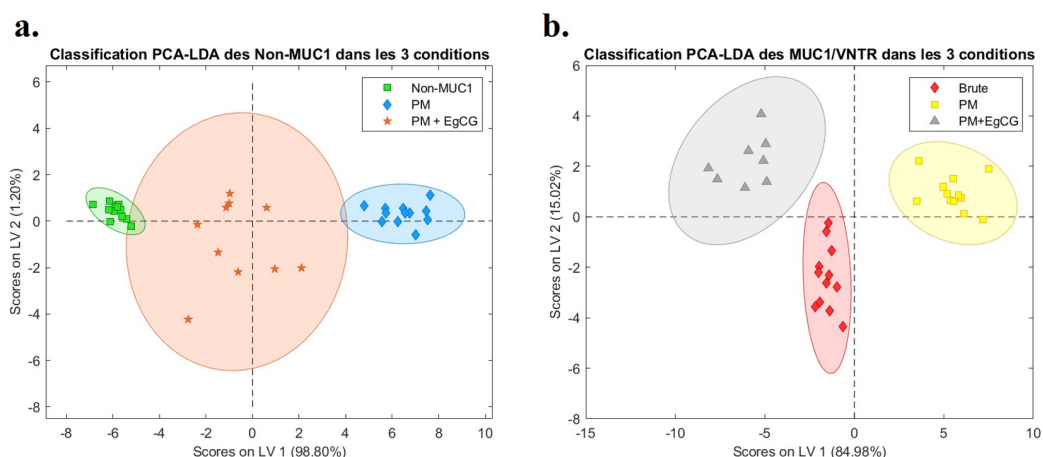 a.
Classification PCA-LDA des Non-MUC1 dans les 3 conditions
Non-MUC1
PM
PM + EgCG
6
4
2
0
-2
-4
-6
-8
Scores on LV 2 (1.20%)
-8 -6 -4 -2 0 2 4 6 8 10
Scores on LV 1 (98.80%)
b.
Classification PCA-LDA des MUC1/VNTR dans les 3 conditions
Brute
PM
PM+EgCG
6
4
2
0
-2
-4
-6
-8
Scores on LV 2 (15.02%)
-15 -10 -5 0 5 10
Scores on LV 1 (84.98%)